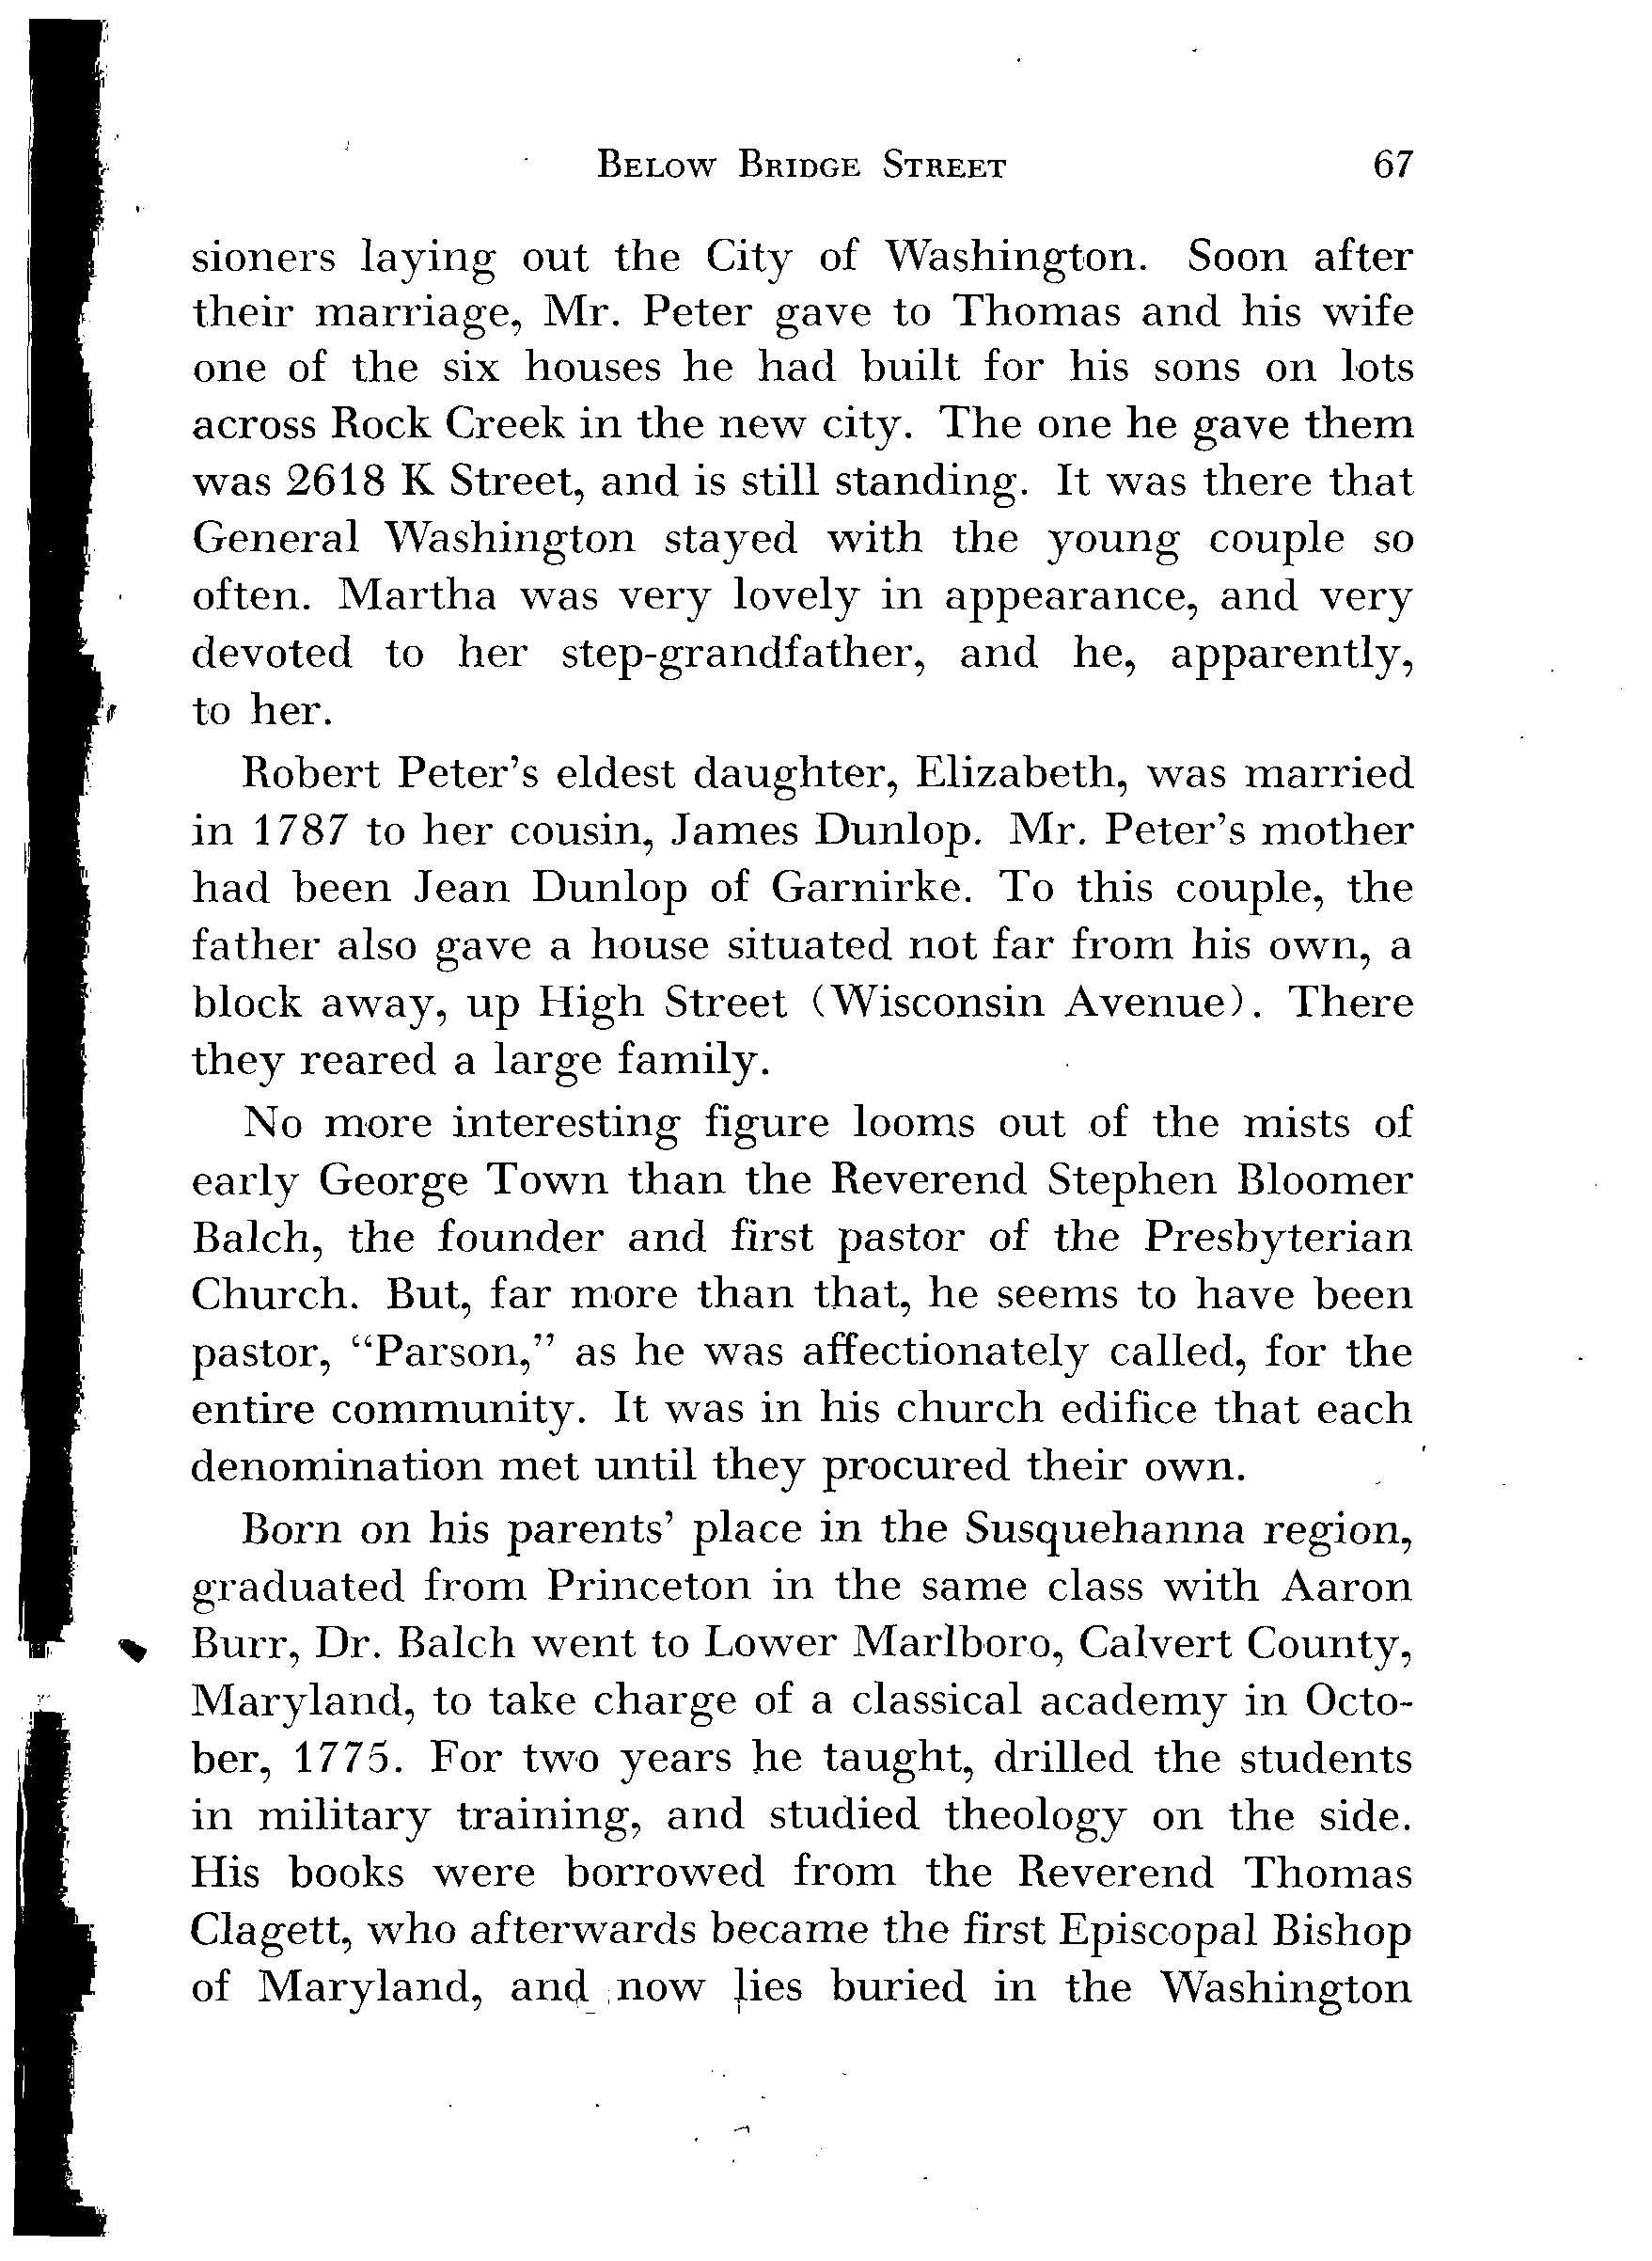 BELOW BRIDGE STREET 67
sioners laying out the City of Washington. Soon after
their marriage, Mr. Peter gave to Thomas and his wife
one of the six houses he had built for his sons on lots
across Rock Creek in the new city. The one he gave them
was 2618 K Street, and is still standing. It was there that
General Washington stayed with the young couple so
often. Martha was very lovely in appearance, and very
devoted to her step-grandfather, and he, apparently,
to her.
Robert Peter's eldest daughter, Elizabeth, was married
in 1787 to her cousin, James Dunlop. Mr. Peter's mother
had been Jean Dunlop of Garnirke. To this couple, the
father also gave a house situated not far from his own, a
block away, up High Street (Wisconsin Avenue). There
they reared a large family.
No more interesting figure looms out of the mists of
early George Town than the Reverend Stephen Bloomer
Balch, the founder and first pastor of the Presbyterian
Church. But, far more than that, he seems to have been
pastor, "Parson," as he was affectionately called, for the
entire community. It was in his church edifice that each
denomination met until they procured their own.
Born on his parents' place in the Susquehanna region,
graduated from Princeton in the same class with Aaron
Burr, Dr. Balch went to Lower Marlboro, Calvert County,
Maryland, to take charge of a classical academy in Octo-
ber, 1775. For two years he taught, drilled the students
in military training, and studied theology on the side.
His books were borrowed from the Reverend Thomas
Clagett, who afterwards became the first Episcopal Bishop
of Maryland, and now lies buried in the Washington